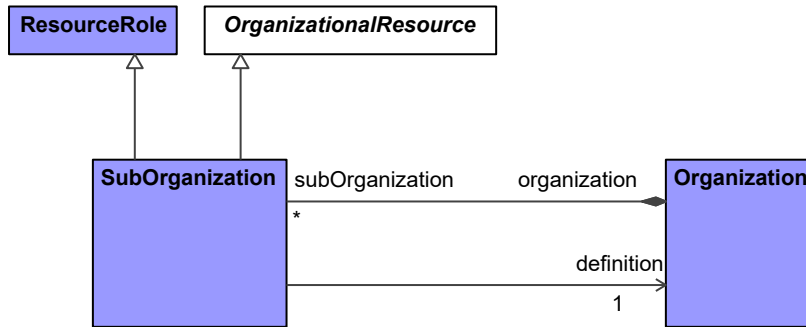 ResourceRole
OrganizationalResource
SubOrganization
subOrganization
organization
Organization
*
definition
1